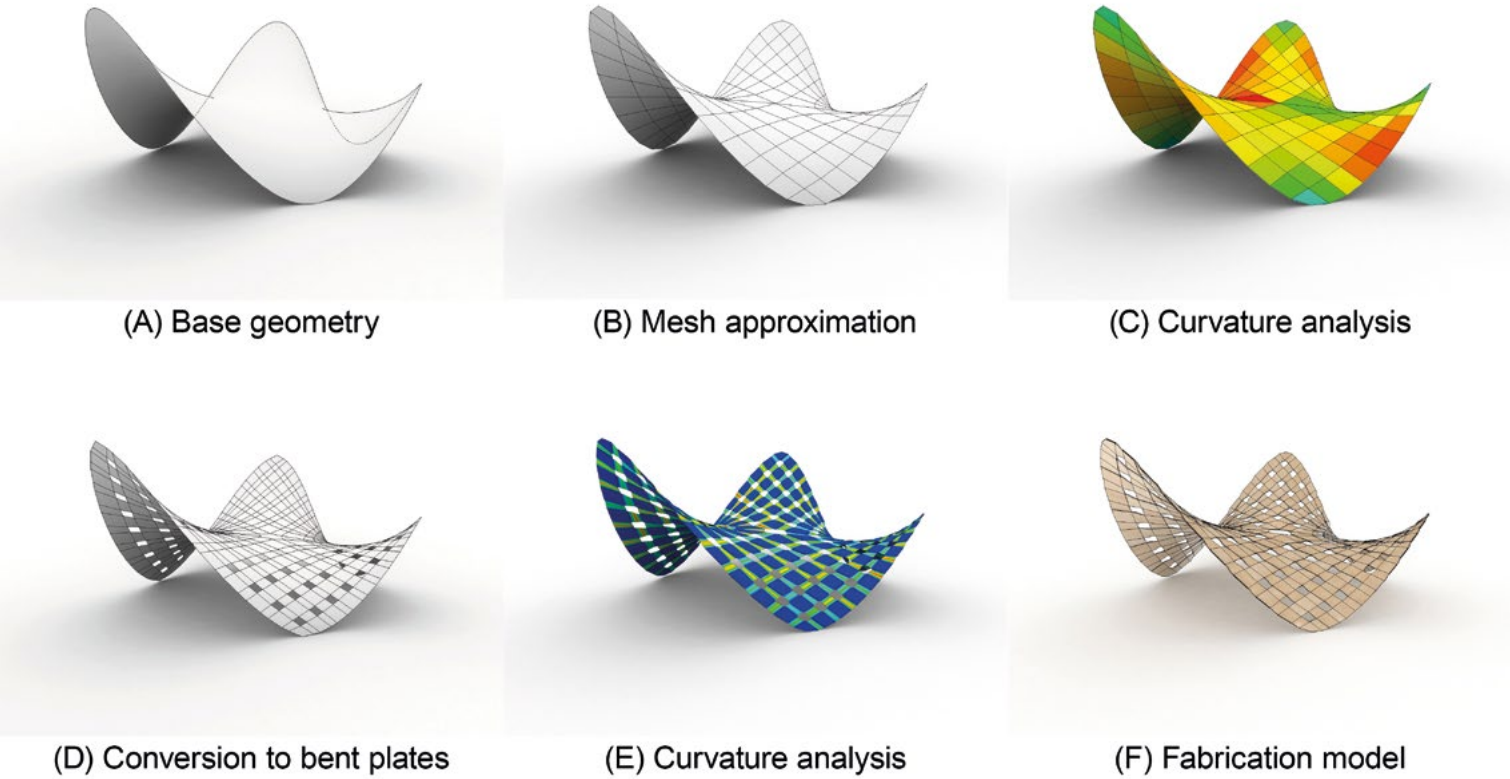 (A) Base geometry
(B) Mesh approximation
(C) Curvature analysis
(D) Conversion to bent plates
(E) Curvature analysis
(F) Fabrication model